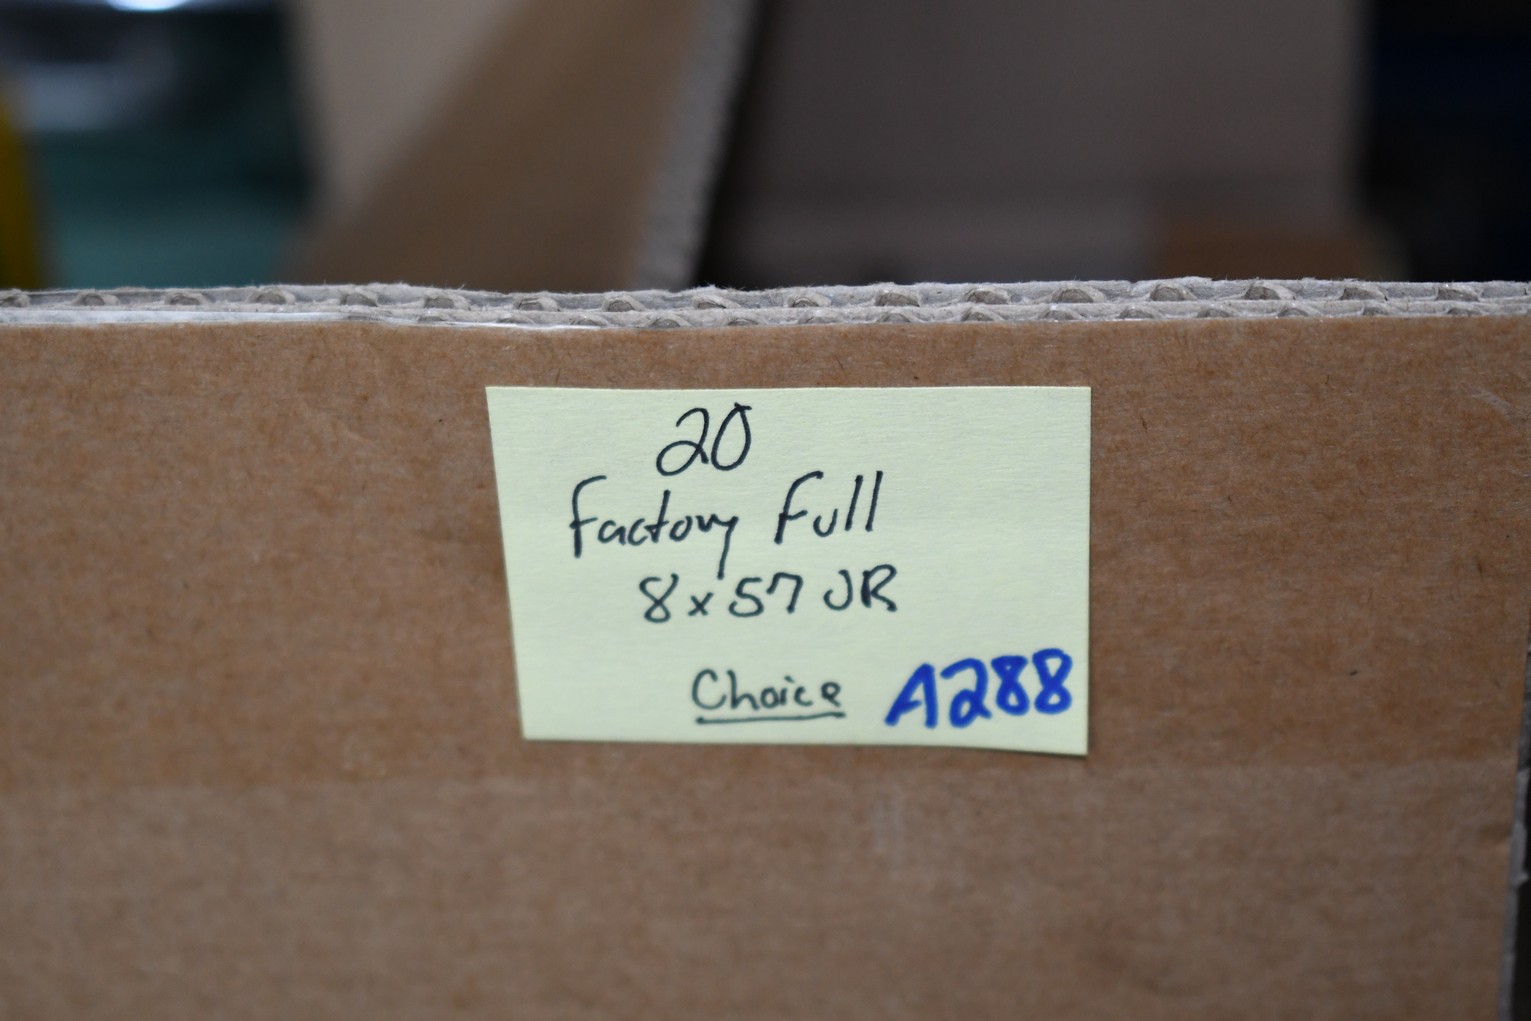 20
Factory Full
8x57 JR
Choice A288